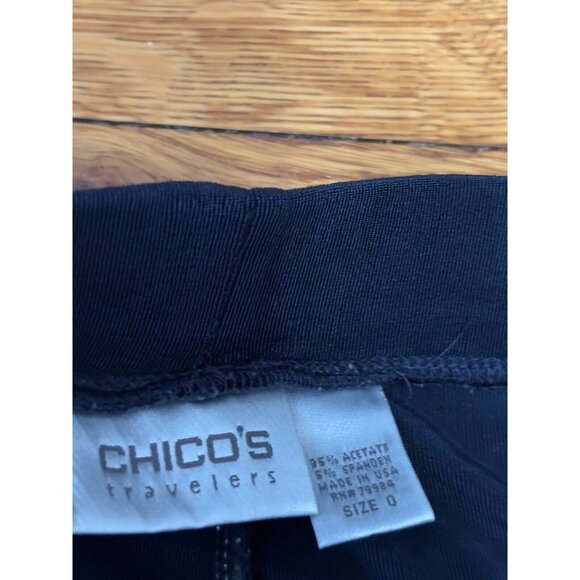 CHICO'S
travelers
95% ACETATE
5% SPANDEX
MADE IN USA
RN#79984
SIZE 0